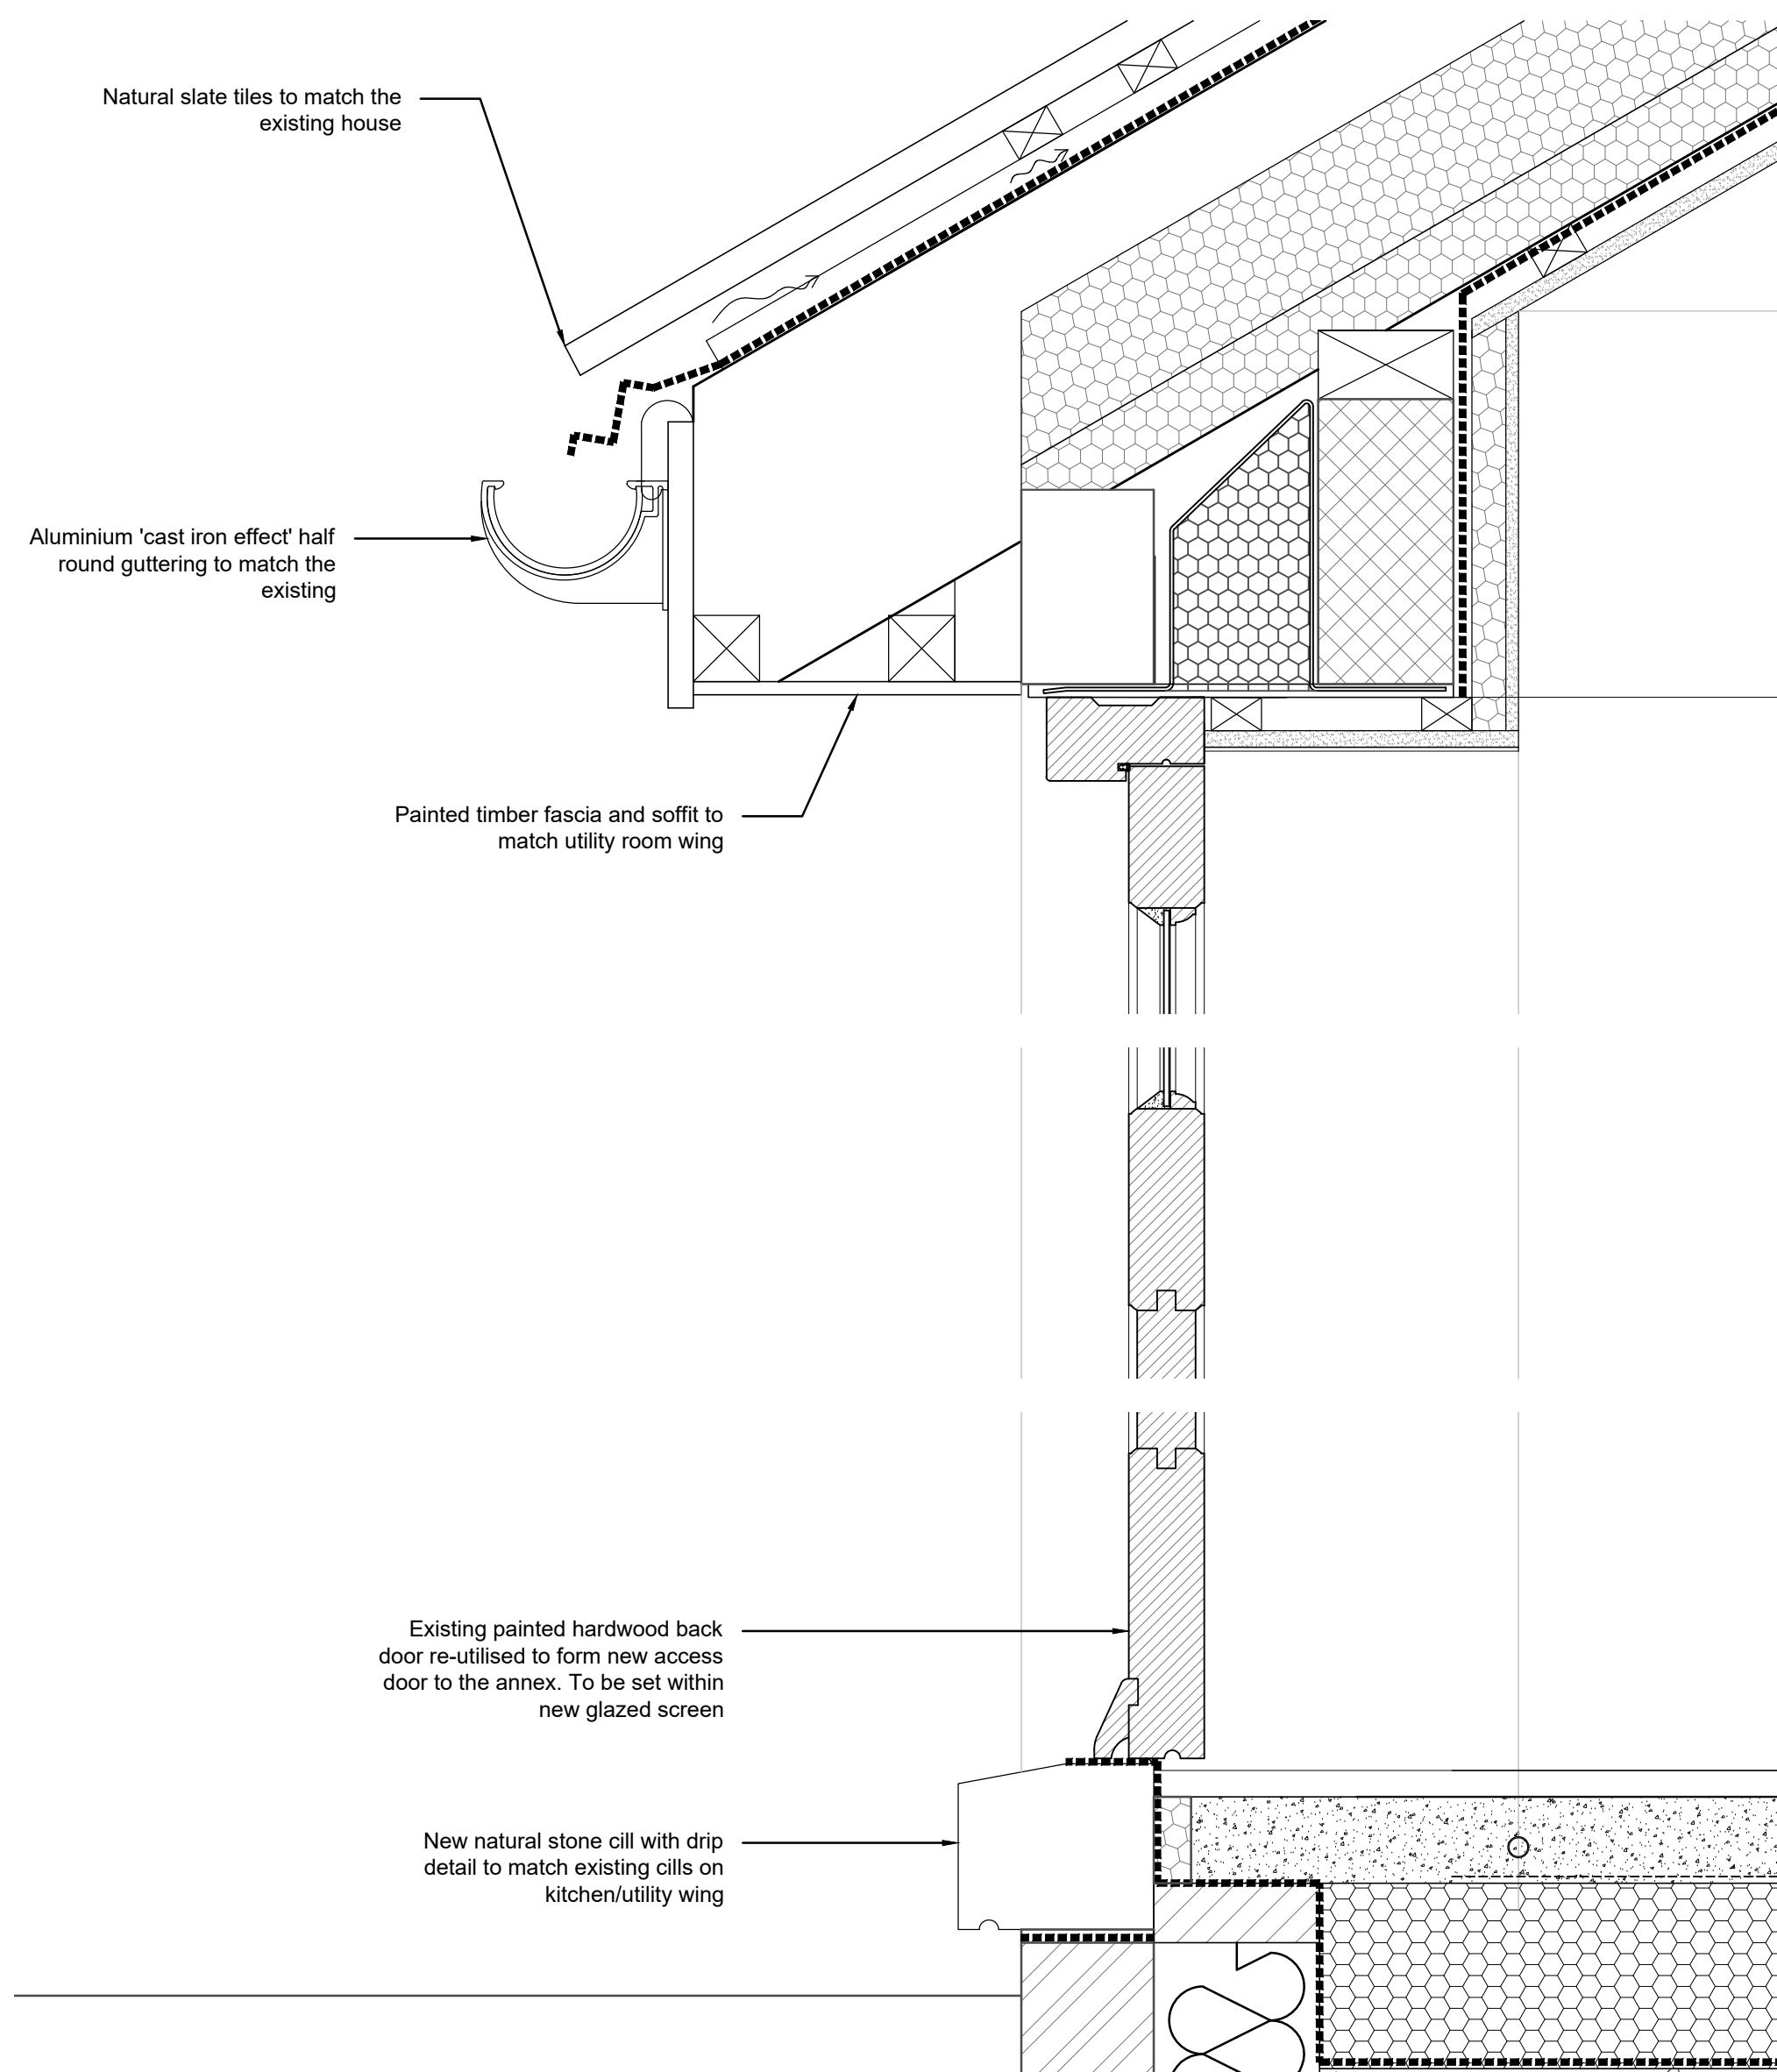 Natural slate tiles to match the
existing house
Aluminium 'cast iron effect' half
round guttering to match the
existing
Painted timber fascia and soffit to
match utility room wing
Existing painted hardwood back
door re-utilised to form new access
door to the annex. To be set within
new glazed screen
New natural stone cill with drip
detail to match existing cills on
kitchen/utility wing